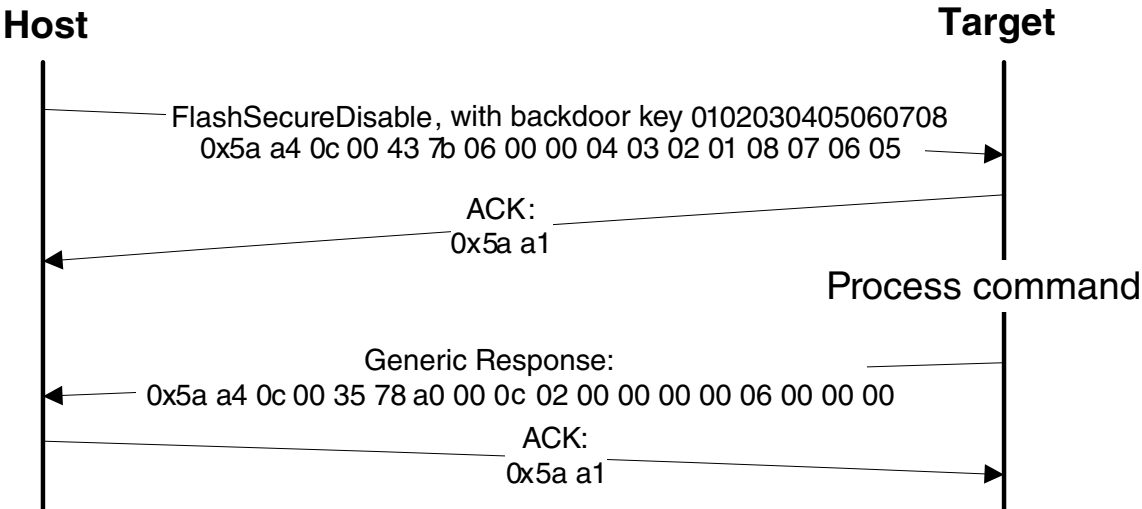 Host
Target
FlashSecureDisable, with backdoor key 0102030405060708
0x5a a4 0c 00 43 7b 06 00 00 04 03 02 01 08 07 06 05
ACK:
0x5a a1
Process command
Generic Response:
0x5a a4 0c 00 35 78 a0 00 0c 02 00 00 00 00 06 00 00 00
ACK:
0x5a a1